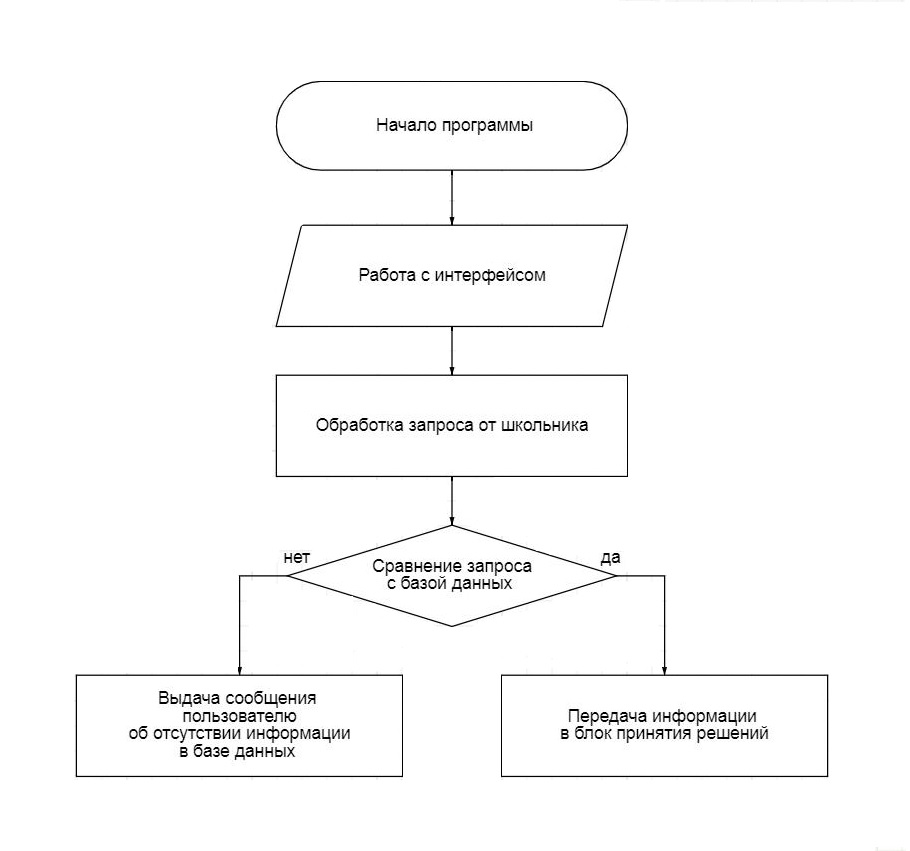 Начало программы
Работа с интерфейсом
Обработка запроса от школьника
нет
да
Сравнение запроса
с базой данных
Выдача сообщения
пользователю
об отсутствии информации
в базе данных
Передача информации
в блок принятия решений